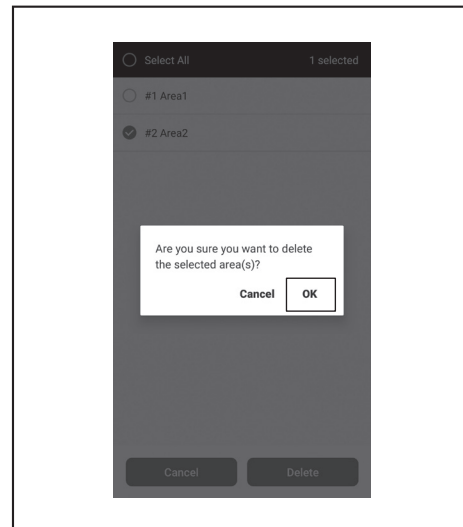 Select All 1 selected
#1 Area1
#2 Area2
Are you sure you want to delete
the selected area(s)?
Cancel OK
Cancel Delete